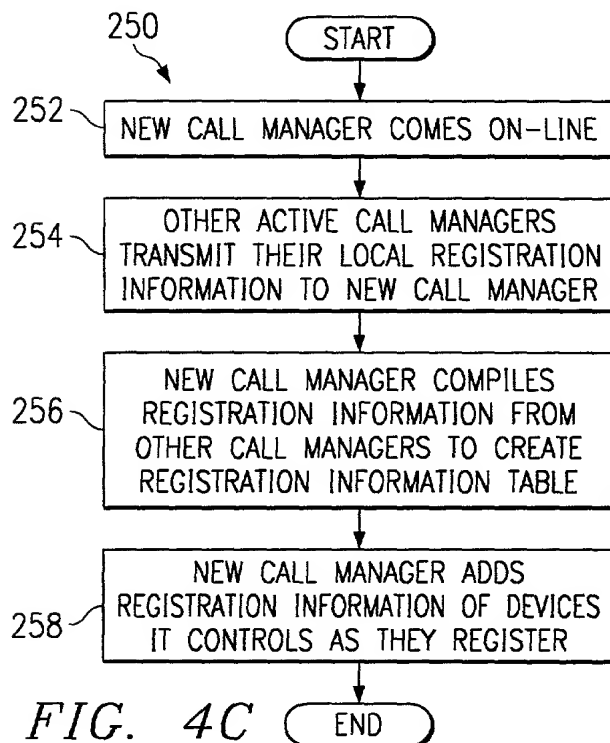 250
START
252
NEW CALL MANAGER COMES ON-LINE
254
OTHER ACTIVE CALL MANAGERS
TRANSMIT THEIR LOCAL REGISTRATION
INFORMATION TO NEW CALL MANAGER
256
NEW CALL MANAGER COMPILES
REGISTRATION INFORMATION FROM
OTHER CALL MANAGERS TO CREATE
REGISTRATION INFORMATION TABLE
258
NEW CALL MANAGER ADDS
REGISTRATION INFORMATION OF DEVICES
IT CONTROLS AS THEY REGISTER
FIG. 4C
END